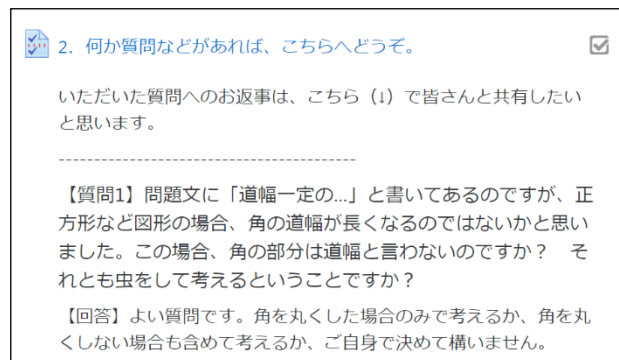 2. 何か質問などがあれば、こちらへどうぞ。
いただいた質問へのお返事は、こちら（↓）で皆さんと共有したい
と思います。
------------------------------------------
【質問1】問題文に「道幅一定の...」と書いてあるのですが、正
方形など図形の場合、角の道幅が長くなるのではないかと思い
ました。この場合、角の部分は道幅と言わないのですか？　そ
れとも虫をして考えるということですか？
【回答】よい質問です。角を丸くした場合のみで考えるか、角を丸
くしない場合も含めて考えるか、ご自身で決めて構いません。